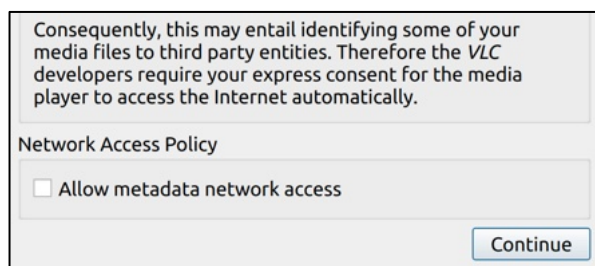 Consequently, this may entail identifying some of your
media files to third party entities. Therefore the VLC
developers require your express consent for the media
player to access the Internet automatically.
Network Access Policy
Allow metadata network access
Continue